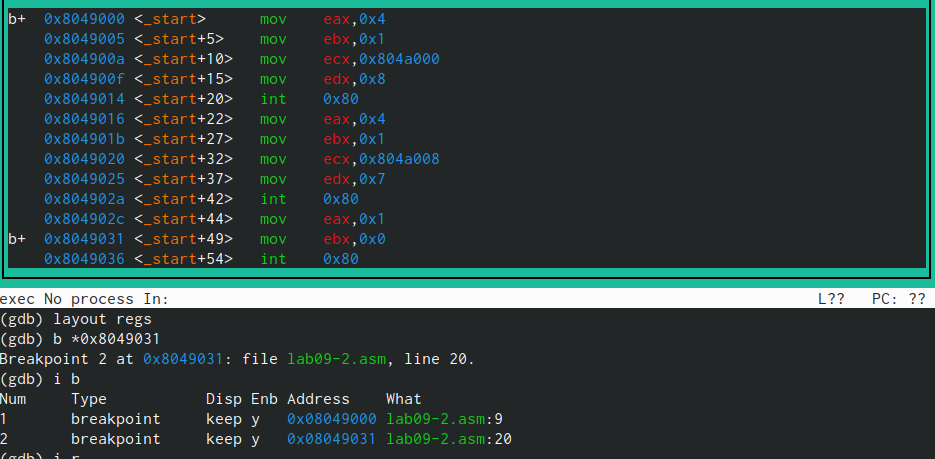 b+ 0x8049000 <_start> mov eax,0x4
0x8049005 <_start+5> mov ebx,0x1
0x804900a <_start+10> mov ecx,0x804a000
0x804900f <_start+15> mov edx,0x8
0x8049014 <_start+20> int 0x80
0x8049016 <_start+22> mov eax,0x4
0x804901b <_start+27> mov ebx,0x1
0x8049020 <_start+32> mov ecx,0x804a008
0x8049025 <_start+37> mov edx,0x7
0x804902a <_start+42> int 0x80
0x804902c <_start+44> mov eax,0x1
b+ 0x8049031 <_start+49> mov ebx,0x0
0x8049036 <_start+54> int 0x80
exec No process In: L?? PC: ??
(gdb) layout regs
(gdb) b *0x8049031
Breakpoint 2 at 0x8049031: file lab09-2.asm, line 20.
(gdb) i b
Num Type Disp Enb Address What
1 breakpoint keep y 0x08049000 lab09-2.asm:9
2 breakpoint keep y 0x08049031 lab09-2.asm:20
(gdb) i r